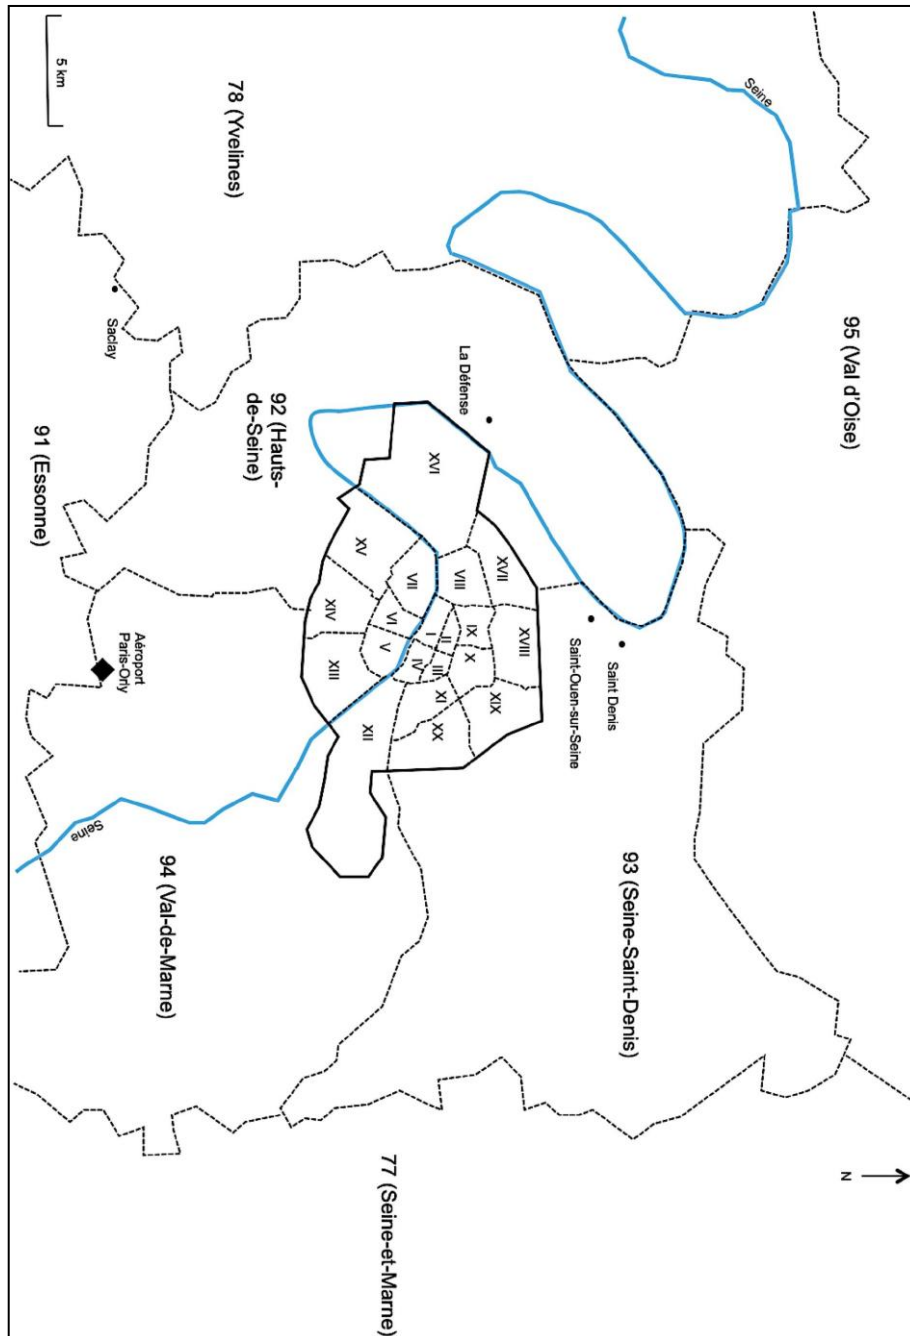 Seine
95 (Val d'Oise)
78 (Yvelines)
5 km
La Défense
Saint Denis
Saint-Ouen-sur-Seine
93 (Seine-Saint-Denis)
N
92 (Hauts-
de-Seine)
Saclay
91 (Essonne)
XVII
XVIII
XIX
XVI
VIII
IX
X
II
III
I
IV
XI
XX
VII
VI
V
XV
XIV
XIII
XII
77 (Seine-et-Marne)
Aéroport
Paris-Orly
94 (Val-de-Marne)
Seine